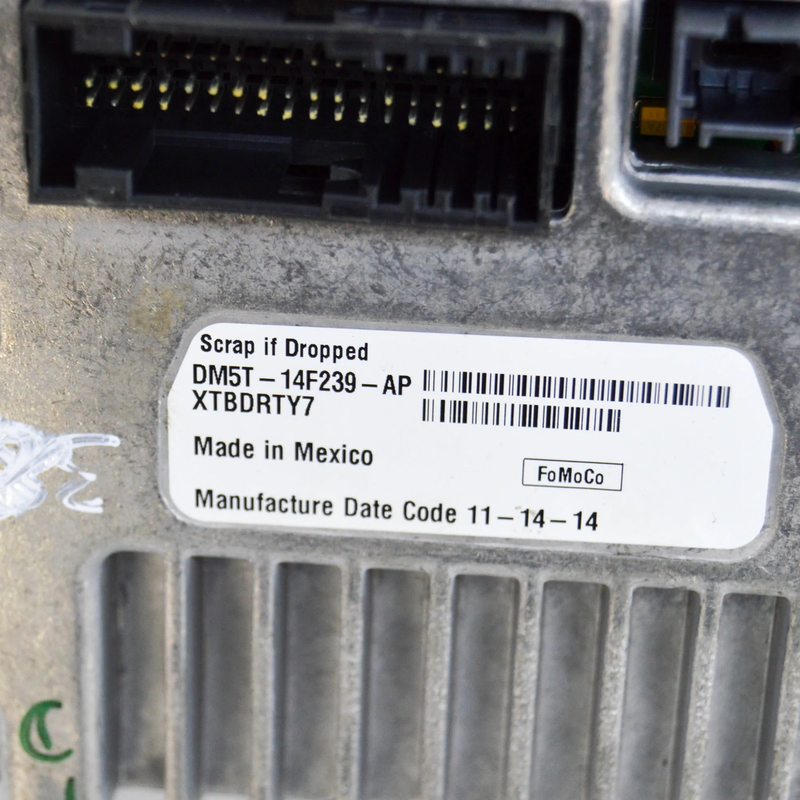 Scrap if Dropped
DM5T-14F239-AP
XTBDRTY7
Made in Mexico
FoMoCo
Manufacture Date Code 11-14-14